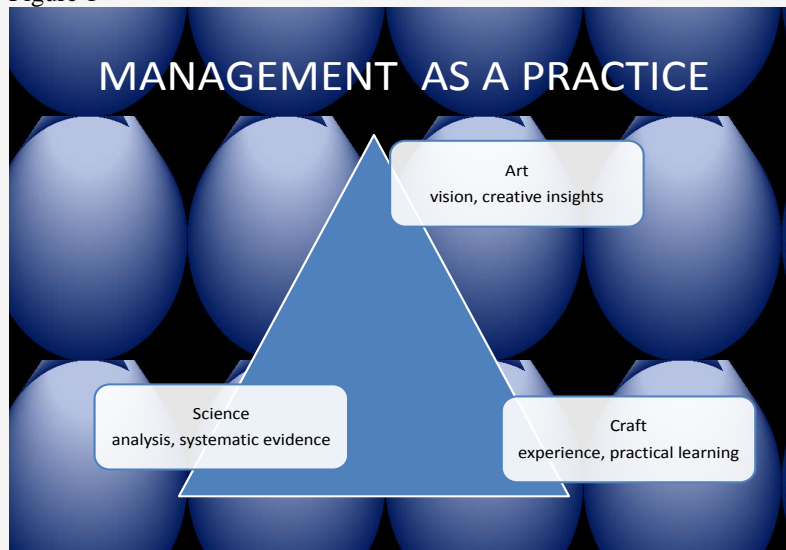 MANAGEMENT AS A PRACTICE
Art
vision, creative insights
Science
analysis, systematic evidence
Craft
experience, practical learning